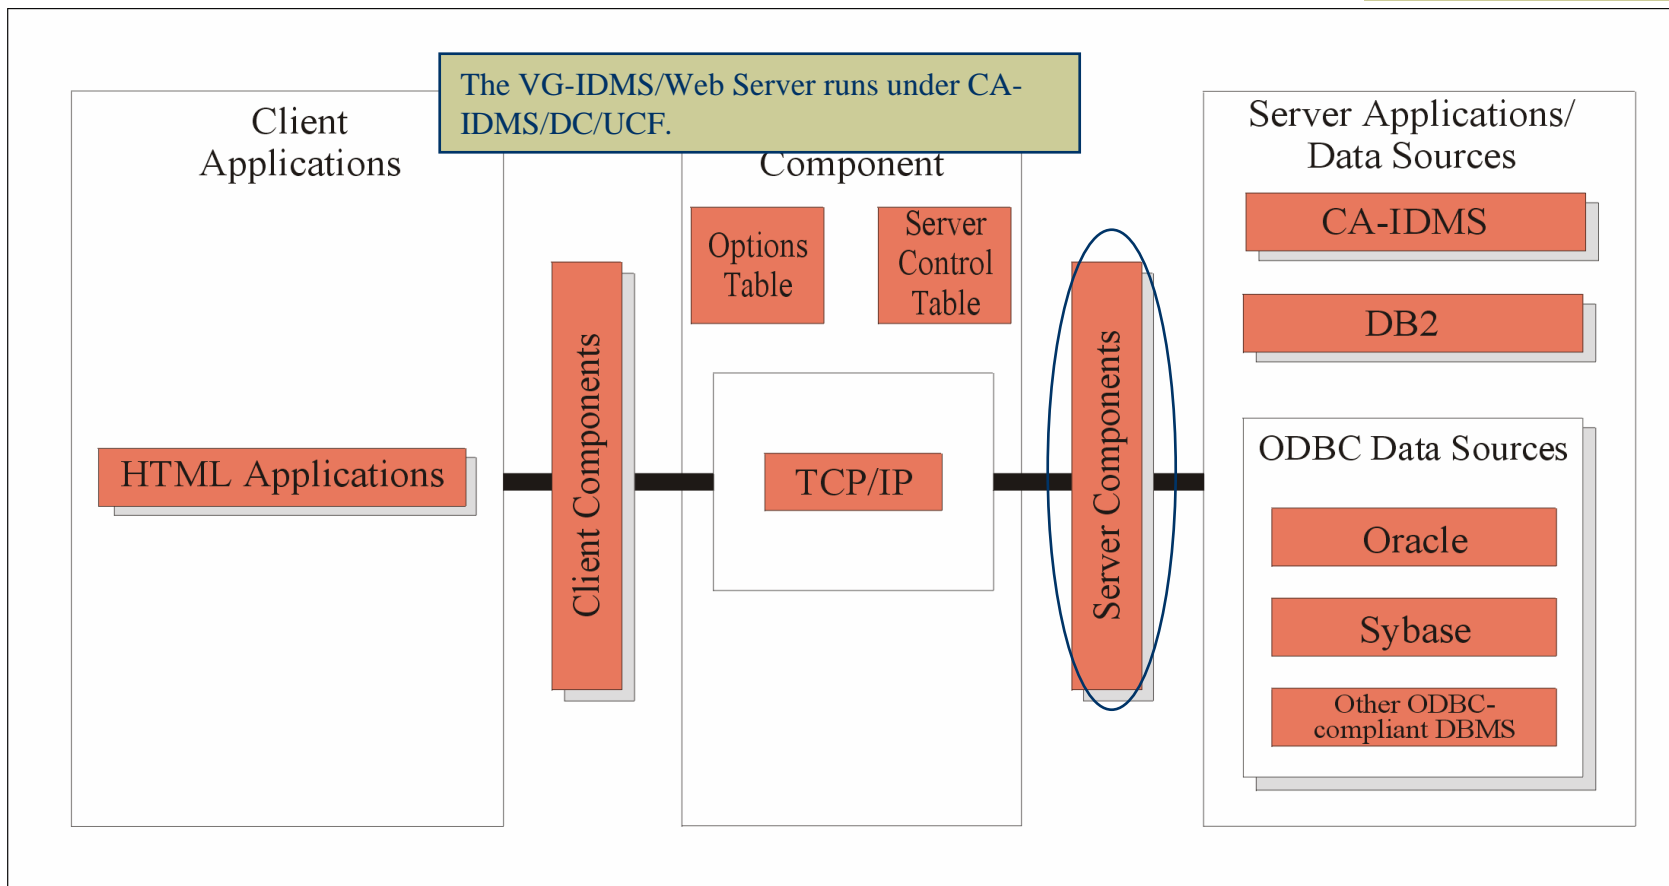 The VG-IDMS/Web Server runs under CA-
IDMS/DC/UCF.
Client
Applications
HTML Applications
Client Components
Component
Options
Table
Server
Control
Table
TCP/IP
Server Components
Server Applications/
Data Sources
CA-IDMS
DB2
ODBC Data Sources
Oracle
Sybase
Other ODBC-
compliant DBMS